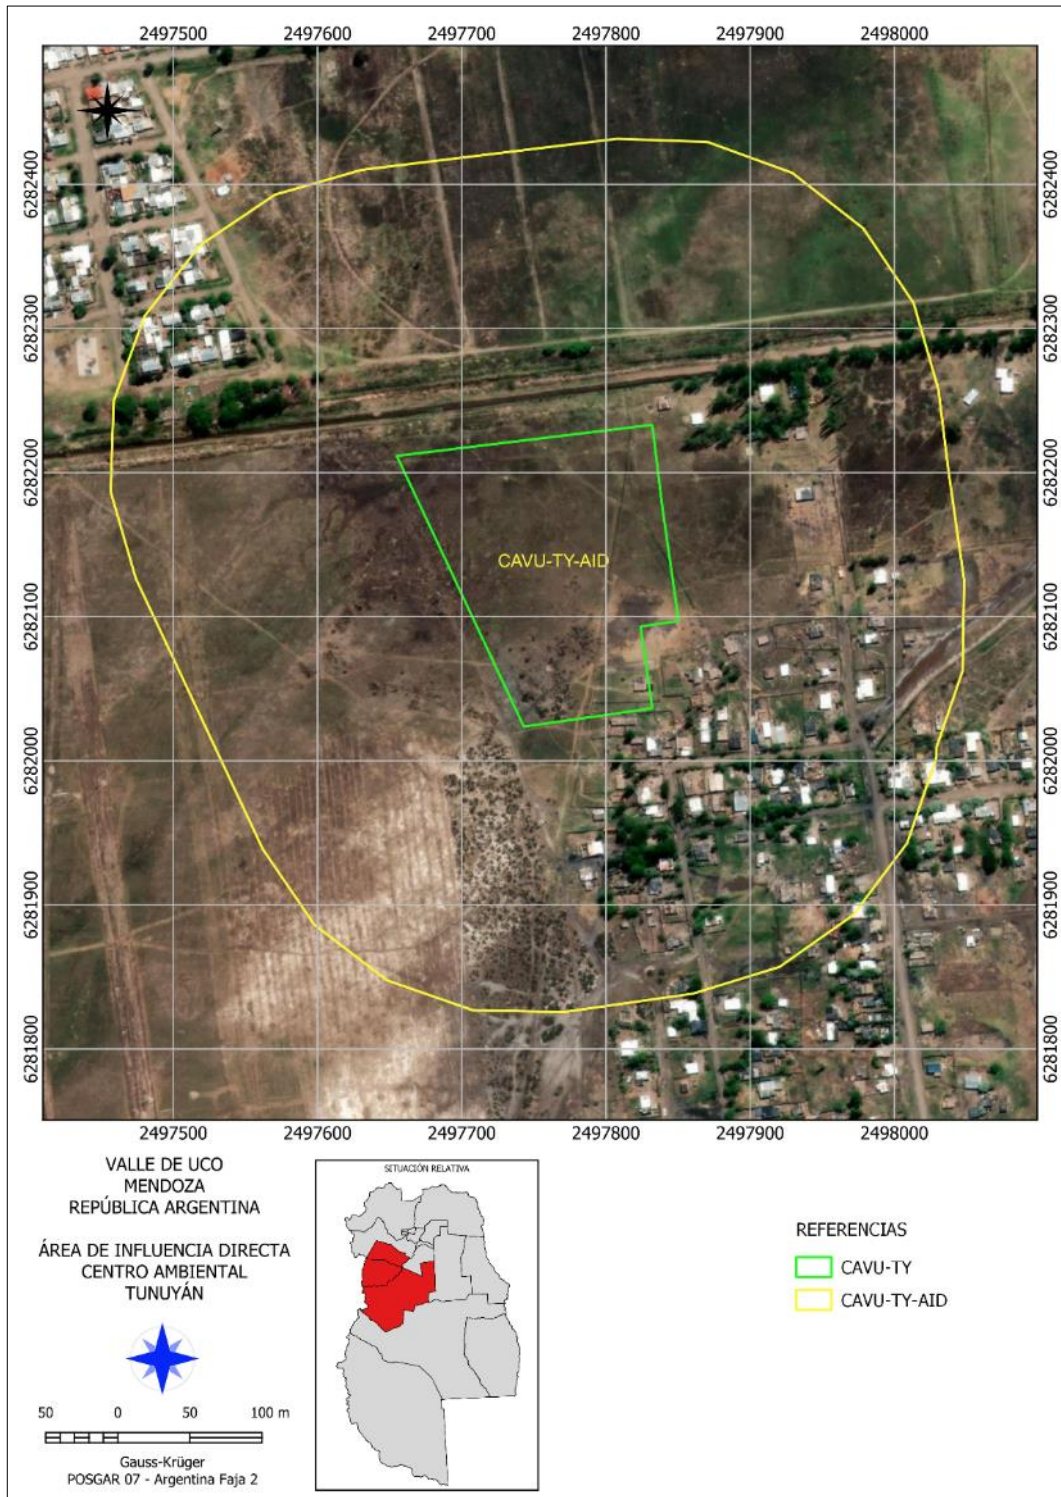 2497500 2497600 2497700 2497800 2497900 2498000
6282400 6282400
6282300 6282300
6282200 6282200
CAVU-TY-AID
6282100 6282100
6282000 6282000
6281900 6281900
6281800 6281800
2497500 2497600 2497700 2497800 2497900 2498000
VALLE DE UCO
MENDOZA
REPÚBLICA ARGENTINA
ÁREA DE INFLUENCIA DIRECTA
CENTRO AMBIENTAL
TUNUYÁN
50 0 50 100 m
Gauss-Krüger
POSGAR 07 - Argentina Faja 2
SITUACIÓN RELATIVA
REFERENCIAS
CAVU-TY
CAVU-TY-AID